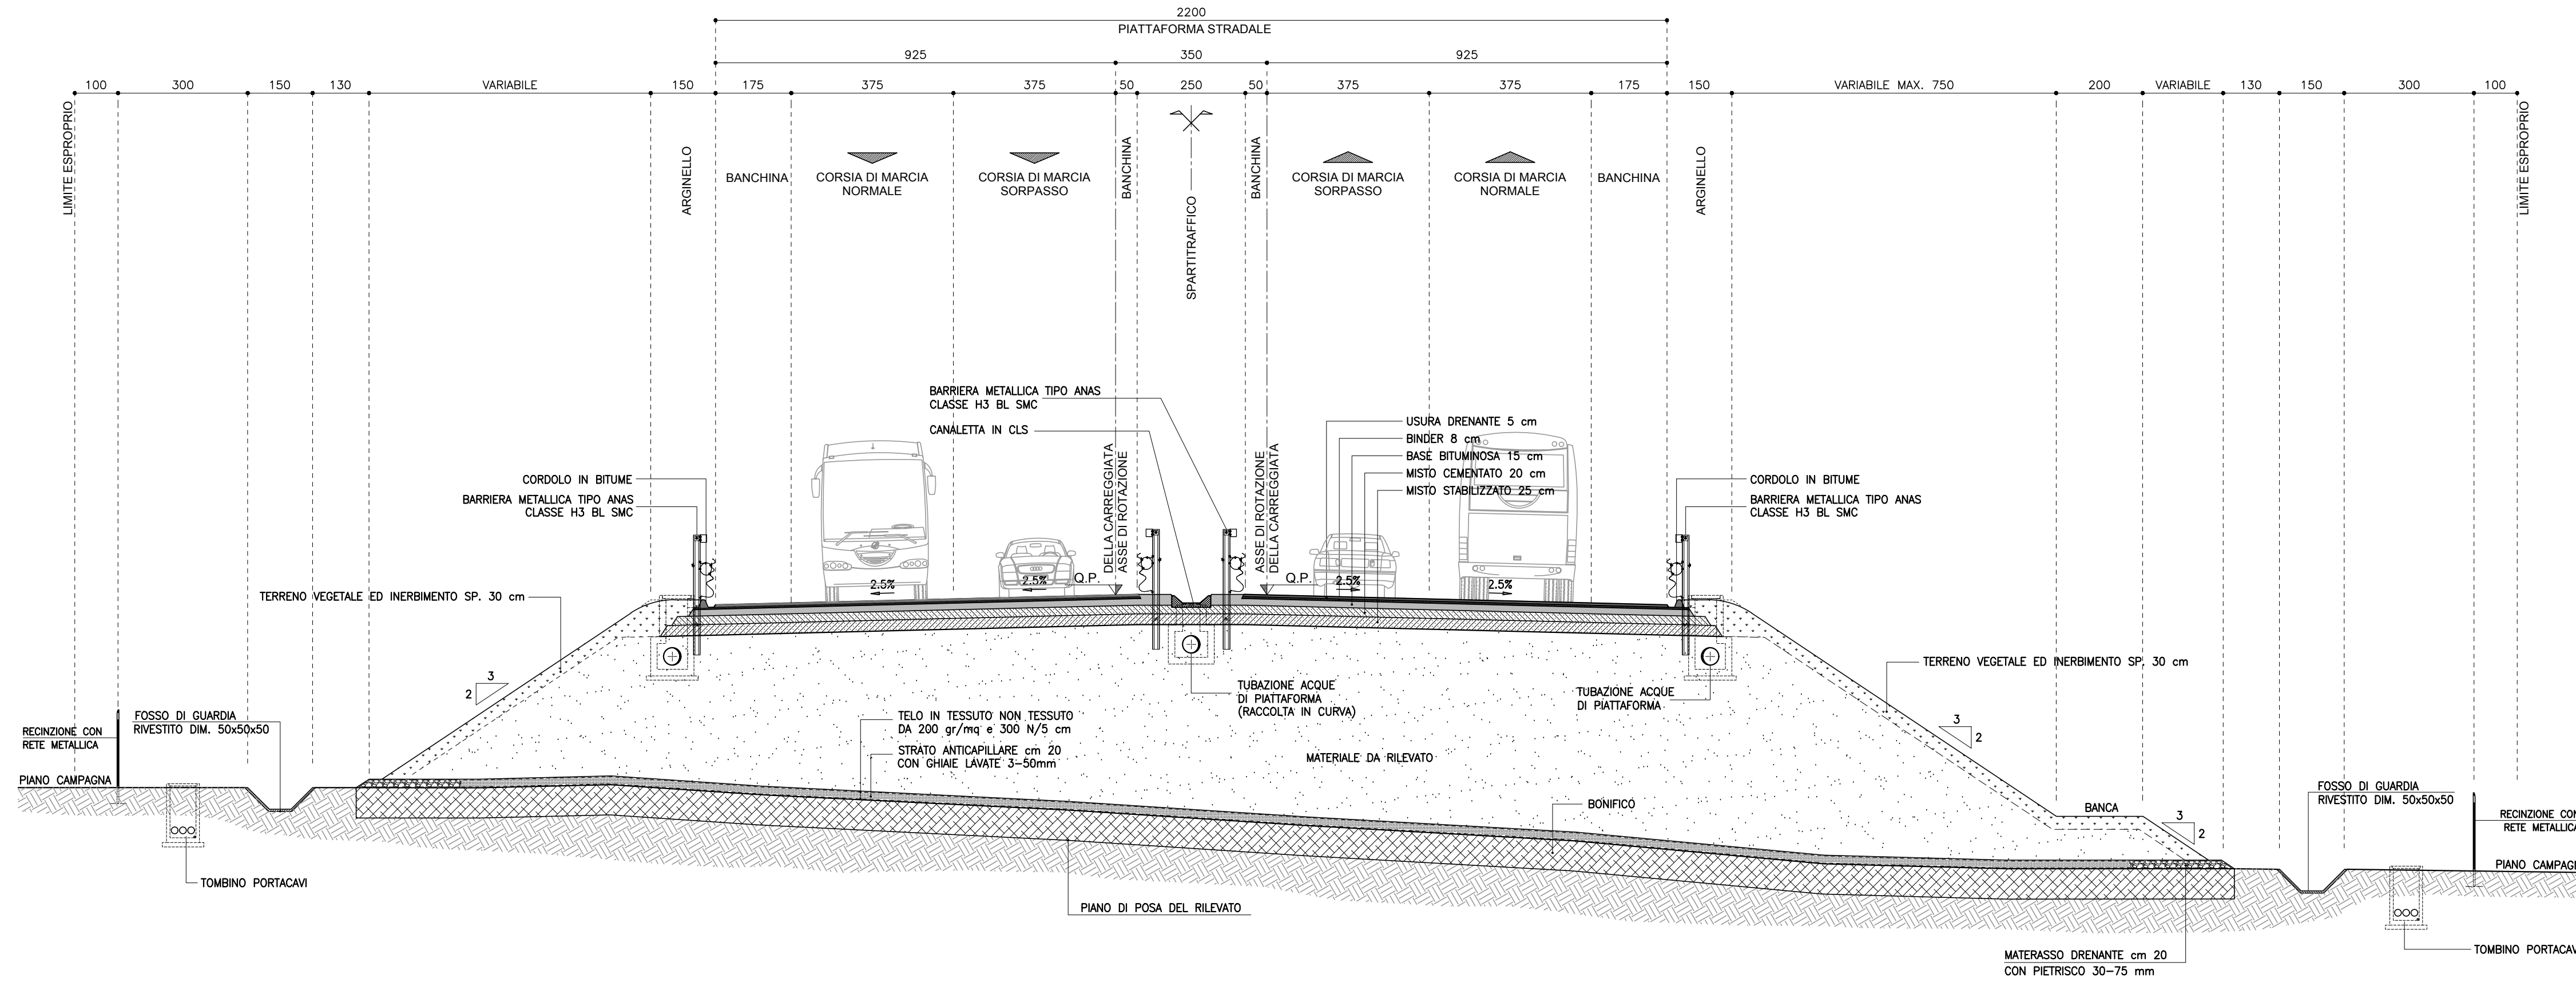 2200
PIATTAFORMA STRADALE
925
350
925
100
300
150
130
VARIABILE
150
175
375
375
50
250
50
375
375
175
150
VARIABILE MAX. 750
200
VARIABILE
130
150
300
100
LIMITE ESPROPRIO
ARGINELLO
BANCHINA
CORSIA DI MARCIA
NORMALE
CORSIA DI MARCIA
SORPASSO
BANCHINA
SPARTITRAFFICO
BANCHINA
CORSIA DI MARCIA
SORPASSO
CORSIA DI MARCIA
NORMALE
BANCHINA
ARGINELLO
LIMITE ESPROPRIO
BARRIERA METALLICA TIPO ANAS
CLASSE H3 BL SMC
CANALETTA IN CLS
USURA DRENANTE 5 cm
BINDER 8 cm
BASE BITUMINOSA 15 cm
MISTO CEMENTATO 20 cm
MISTO STABILIZZATO 25 cm
CORDOLO IN BITUME
BARRIERA METALLICA TIPO ANAS
CLASSE H3 BL SMC
DELLA CARREGGIATA
ASSE DI ROTAZIONE
ASSE DI ROTAZIONE
DELLA CARREGGIATA
CORDOLO IN BITUME
BARRIERA METALLICA TIPO ANAS
CLASSE H3 BL SMC
2.5%
2.5%
Q.P.
Q.P.
2.5%
2.5%
TERRENO VEGETALE ED INERBIMENTO SP. 30 cm
TERRENO VEGETALE ED INERBIMENTO SP. 30 cm
3
2
TUBAZIONE ACQUE
DI PIATTAFORMA
(RACCOLTA IN CURVA)
TUBAZIONE ACQUE
DI PIATTAFORMA
FOSSO DI GUARDIA
RIVESTITO DIM. 50x50x50
RECINZIONE CON
RETE METALLICA
TELO IN TESSUTO NON TESSUTO
DA 200 gr/mq e 300 N/5 cm
STRATO ANTICAPILLARE cm 20
CON GHIAIE LAVATE 3-50mm
MATERIALE DA RILEVATO
3
2
PIANO CAMPAGNA
BONIFICO
BANCA
3
2
FOSSO DI GUARDIA
RIVESTITO DIM. 50x50x50
RECINZIONE CON
RETE METALLICA
PIANO CAMPAG
TOMBINO PORTACAVI
PIANO DI POSA DEL RILEVATO
MATERASSO DRENANTE cm 20
CON PIETRISCO 30-75 mm
TOMBINO PORTACAV